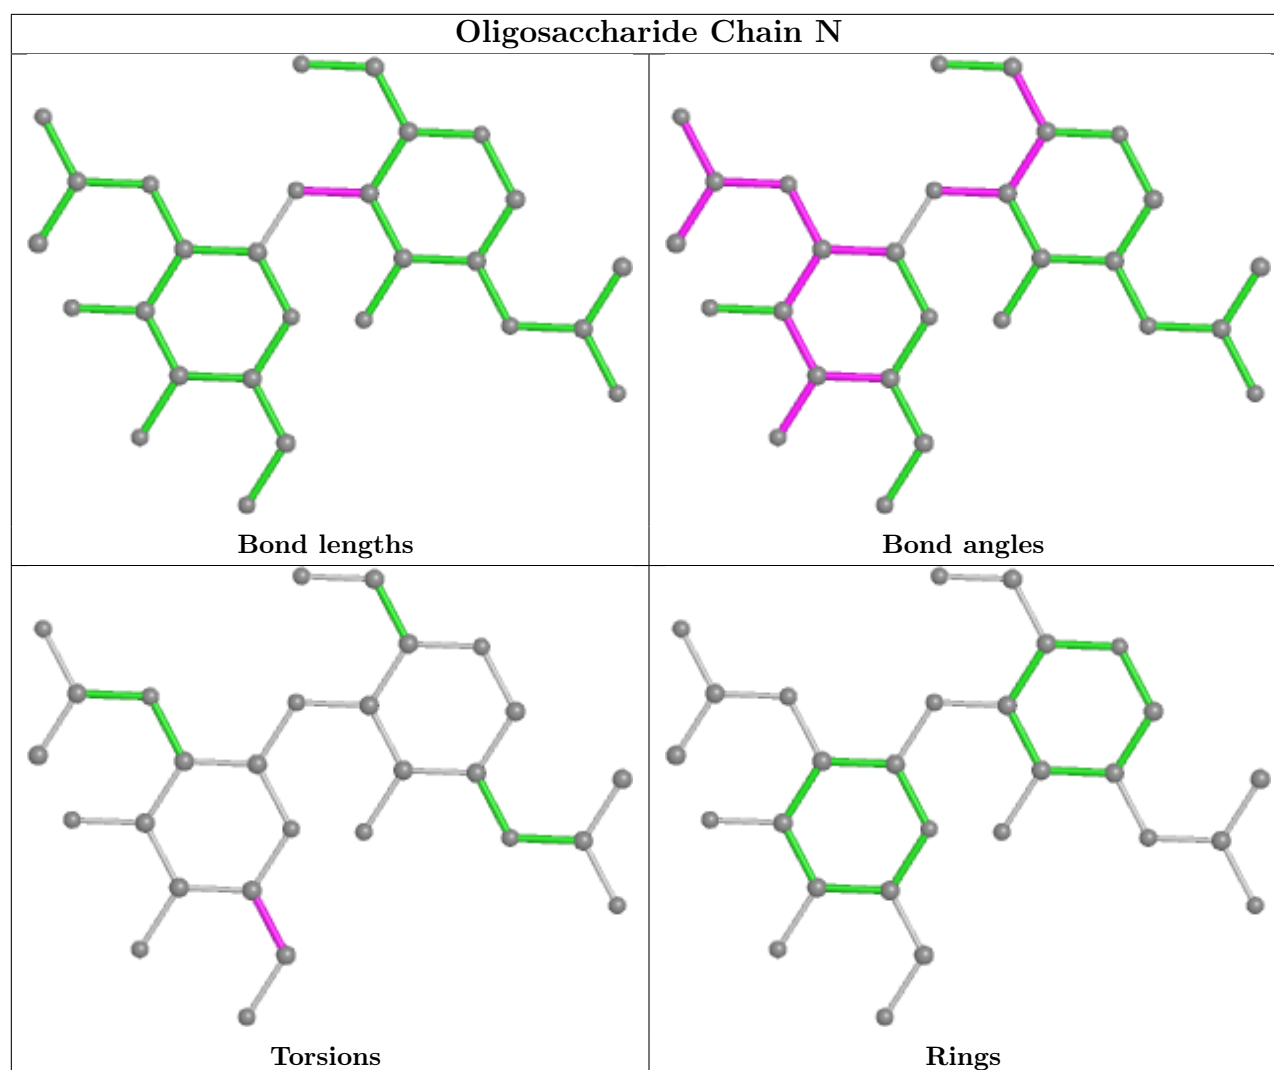 Oligosaccharide Chain N
Bond lengths
Bond angles
Torsions
Rings